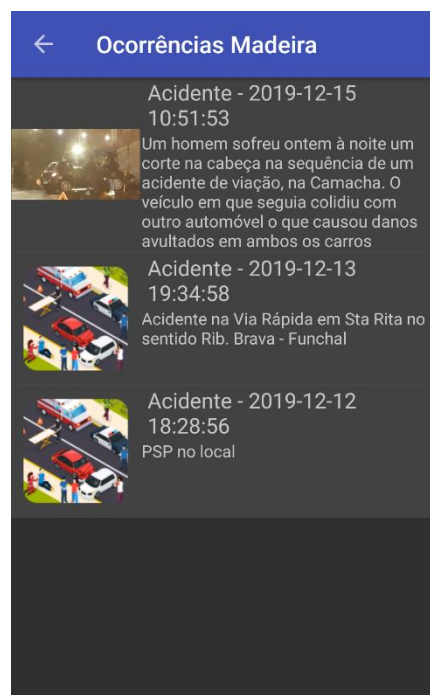 Ocorrências Madeira
Acidente - 2019-12-15
10:51:53
Um homem sofreu ontem à noite um
corte na cabeça na sequência de um
acidente de viação, na Camacha. O
veículo em que seguia colidiu com
outro automóvel o que causou danos
avultados em ambos os carros
Acidente - 2019-12-13
19:34:58
Acidente na Via Rápida em Sta Rita no
sentido Rib. Brava - Funchal
Acidente - 2019-12-12
18:28:56
PSP no local